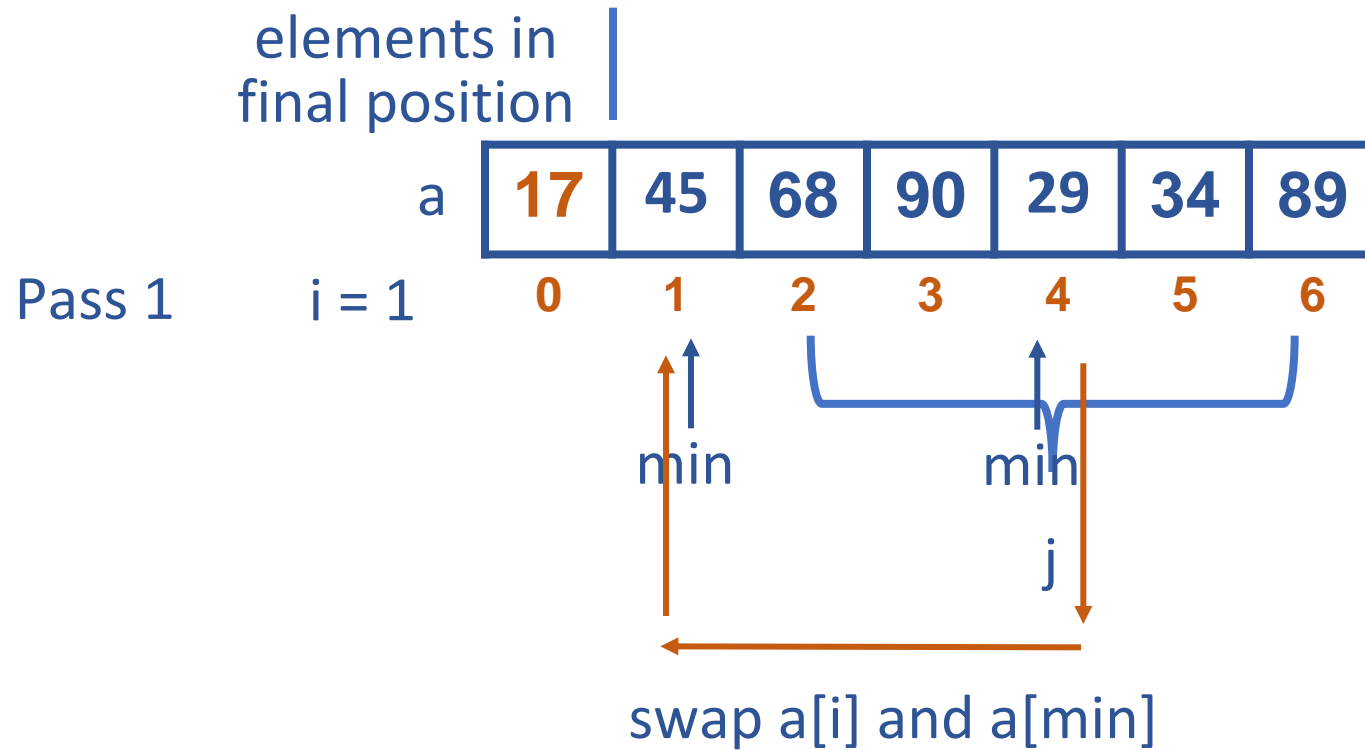 elements in
final position
a 17 45 68 90 29 34 89
Pass 1 i = 1 0 1 2 3 4 5 6
min min
j
swap a[i] and a[min]